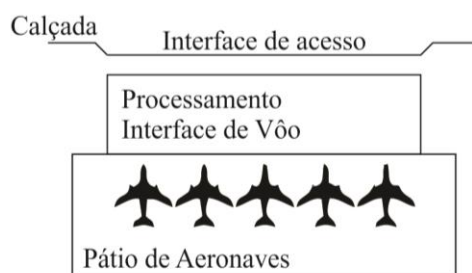 Calçada
Interface de acesso
Processamento
Interface de Vôo
Pátio de Aeronaves